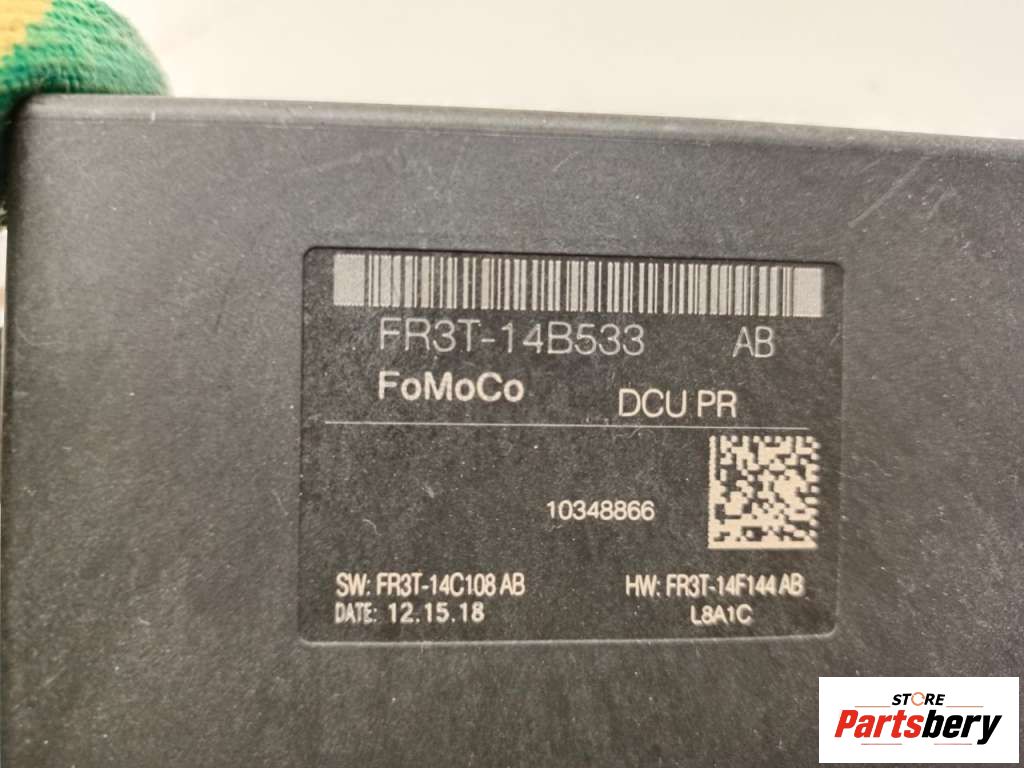 FR3T-14B533 AB
FoMoCo
DCU PR
10348866
SW: FR3T-14C108 AB
HW: FR3T-14F144 AB
DATE: 12.15.18
L8A1C
STORE
Partsbery